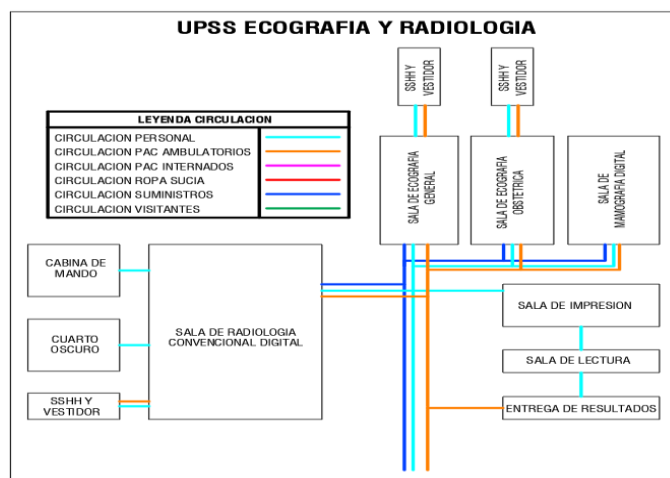 UPSS ECOGRAFIA Y RADIOLOGIA
SSHH Y
VESTIDOR
SSHH Y
VESTIDOR
LEYENDA CIRCULACION
CIRCULACION PERSONAL
CIRCULACION PAC AMBULATORIOS
CIRCULACION PAC INTERNADOS
CIRCULACION ROPA SUCIA
CIRCULACION SUMINISTROS
CIRCULACION VISITANTES
SALA DE ECOGRAFIA
GENERAL
SALA DE ECOGRAFIA
OBSTETRICA
SALA DE
MAMOGRAFIA DIGITAL
CABINA DE
MANDO
CUARTO
OSCURO
SSHH Y
VESTIDOR
SALA DE RADIOLOGIA
CONVENCIONAL DIGITAL
SALA DE IMPRESION
SALA DE LECTURA
ENTREGA DE RESULTADOS